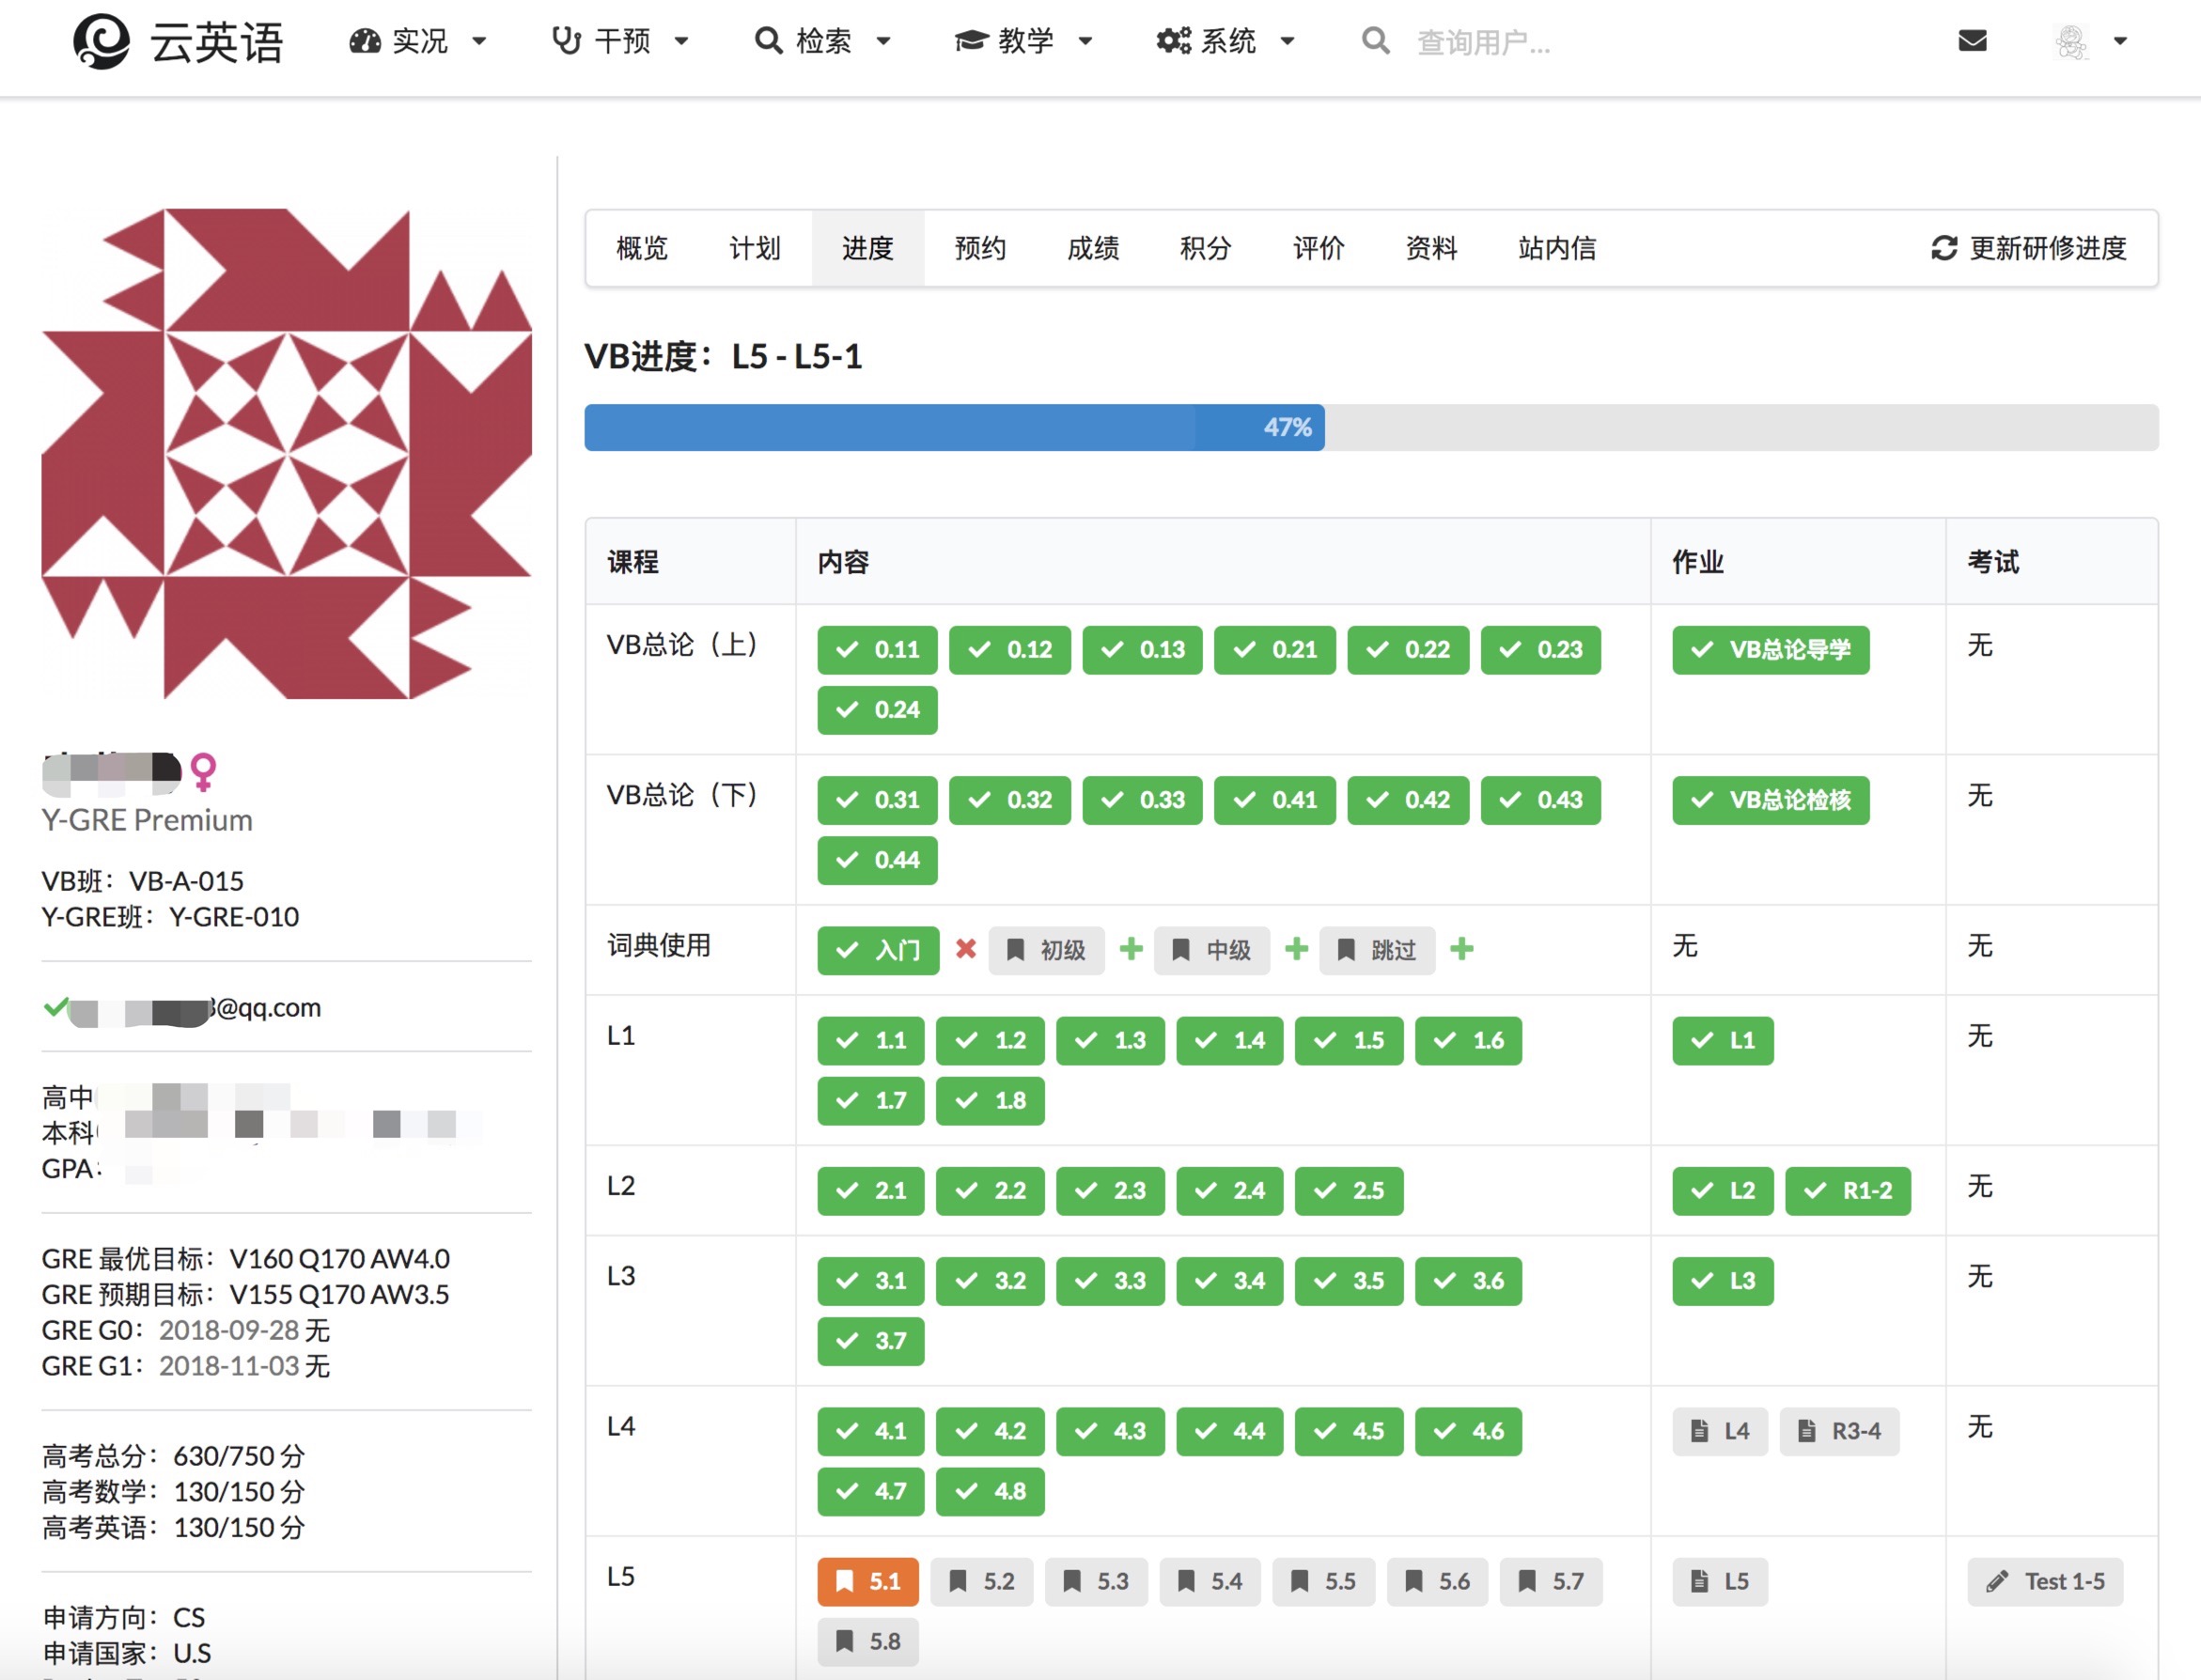 云英语 实况 干预 检索 教学 系统 查询用户...
概览 计划 进度 预约 成绩 积分 评价 资料 站内信 更新研修进度
VB进度：L5 - L5-1
47%
课程 内容 作业 考试
VB总论（上） 0.11 0.12 0.13 0.21 0.22 0.23 VB总论导学 无
0.24
VB总论（下） 0.31 0.32 0.33 0.41 0.42 0.43 VB总论检核 无
0.44
词典使用 入门 初级 中级 跳过 无 无
L1 1.1 1.2 1.3 1.4 1.5 1.6 L1 无
1.7 1.8
L2 2.1 2.2 2.3 2.4 2.5 L2 R1-2 无
L3 3.1 3.2 3.3 3.4 3.5 3.6 L3 无
3.7
L4 4.1 4.2 4.3 4.4 4.5 4.6 L4 R3-4 无
4.7 4.8
L5 5.1 5.2 5.3 5.4 5.5 5.6 5.7 L5 Test 1-5
5.8
Y-GRE Premium
VB班：VB-A-015
Y-GRE班：Y-GRE-010
@qq.com
高中
本科
GPA：
GRE 最优目标：V160 Q170 AW4.0
GRE 预期目标：V155 Q170 AW3.5
GRE G0：2018-09-28 无
GRE G1：2018-11-03 无
高考总分：630/750 分
高考数学：130/150 分
高考英语：130/150 分
申请方向：CS
申请国家：U.S